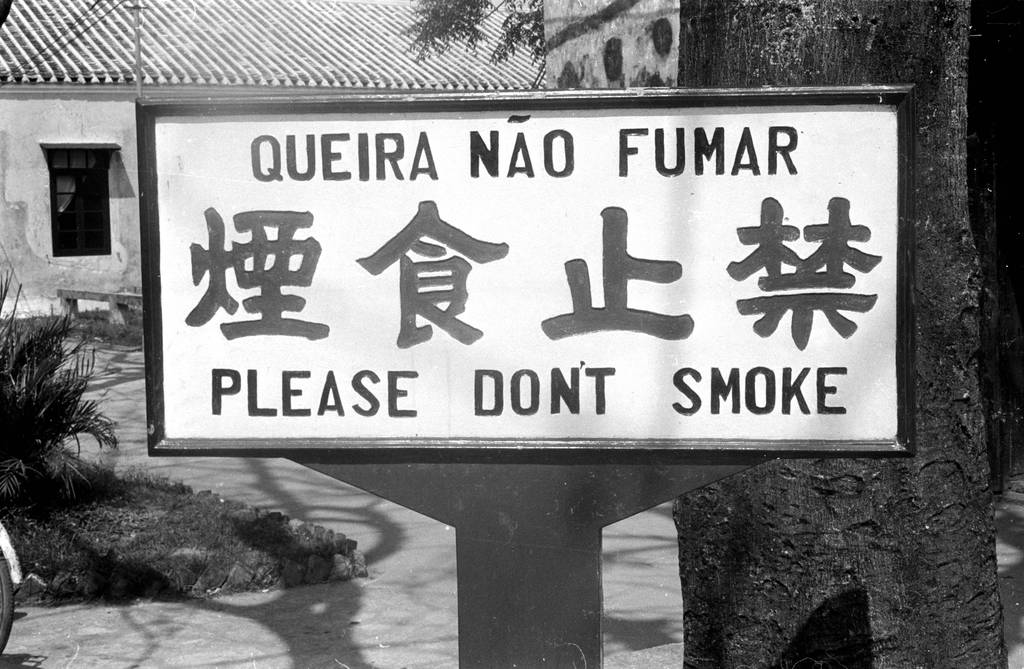 QUEIRA NÃO FUMAR
禁止食煙
PLEASE DON'T SMOKE